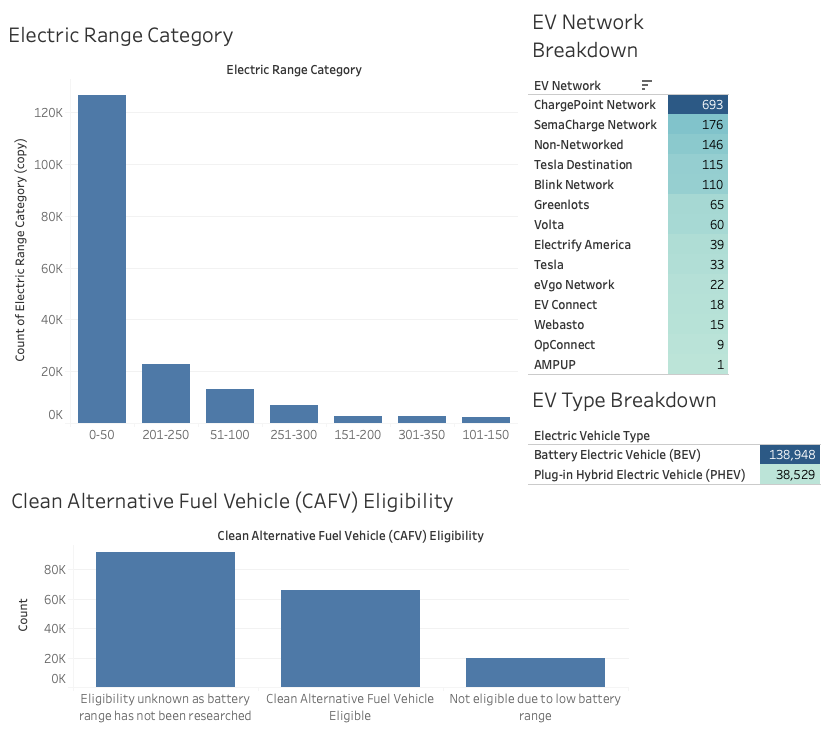 Electric Range Category
Electric Range Category
Count of Electric Range Category (copy)
120K
100K
80K
60K
40K
20K
0K
0-50 201-250 51-100 251-300 151-200 301-350 101-150
EV Network
Breakdown
EV Network
ChargePoint Network 693
SemaCharge Network 176
Non-Networked 146
Tesla Destination 115
Blink Network 110
Greenlots 65
Volta 60
Electrify America 39
Tesla 33
eVgo Network 22
EV Connect 18
Webasto 15
OpConnect 9
AMPUP 1
EV Type Breakdown
Electric Vehicle Type
Battery Electric Vehicle (BEV) 138,948
Plug-in Hybrid Electric Vehicle (PHEV) 38,529
Clean Alternative Fuel Vehicle (CAFV) Eligibility
Clean Alternative Fuel Vehicle (CAFV) Eligibility
Count
80K
60K
40K
20K
0K
Eligibility unknown as battery
range has not been researched
Clean Alternative Fuel Vehicle
Eligible
Not eligible due to low battery
range